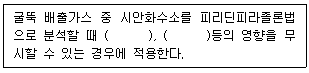 굴뚝 배출가스 중 시안화수소를 피리딘피라졸론법
으로 분석할 때 (      ), (      )등의 영향을 무
시할 수 있는 경우에 적용한다.